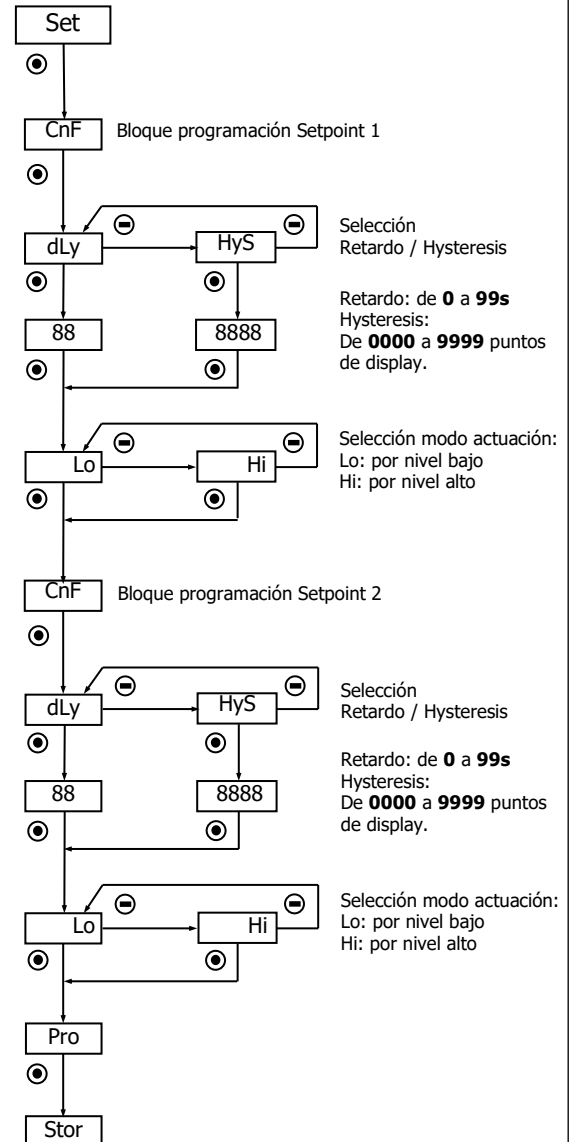 Set
CnF
Bloque programación Setpoint 1
dLy
HyS
Selección
Retardo / Hysteresis
88
8888
Retardo: de 0 a 99s
Hysteresis:
De 0000 a 9999 puntos
de display.
Lo
Hi
Selección modo actuación:
Lo: por nivel bajo
Hi: por nivel alto
CnF
Bloque programación Setpoint 2
dLy
HyS
Selección
Retardo / Hysteresis
88
8888
Retardo: de 0 a 99s
Hysteresis:
De 0000 a 9999 puntos
de display.
Lo
Hi
Selección modo actuación:
Lo: por nivel bajo
Hi: por nivel alto
Pro
Stor